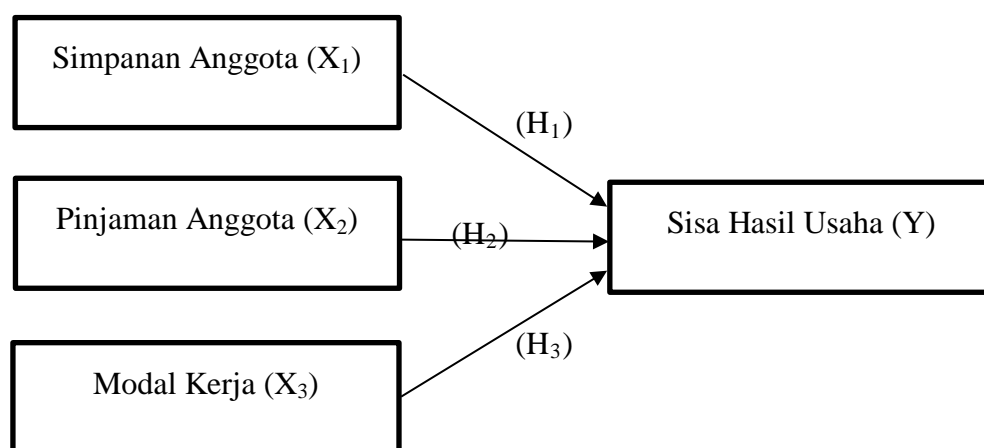 Simpanan Anggota (X₁)
(H₁)
Pinjaman Anggota (X₂)
(H₂)
Sisa Hasil Usaha (Y)
(H₃)
Modal Kerja (X₃)